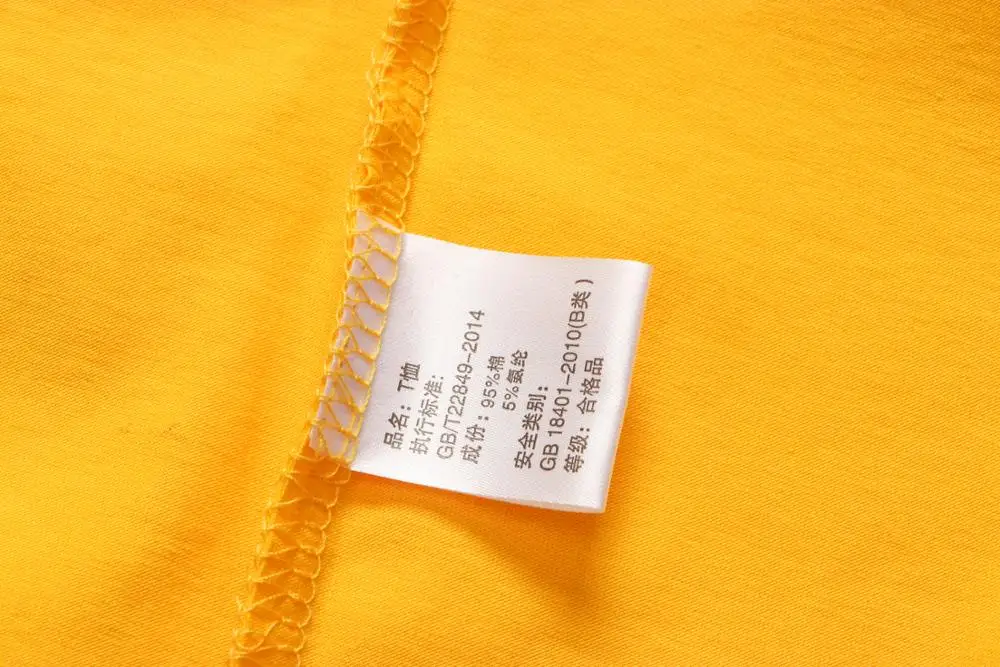 品名：T恤
执行标准：
GB/T22849-2014
成份：95%棉
5%氨纶
安全类别：
GB 18401-2010(B类)
等级：合格品